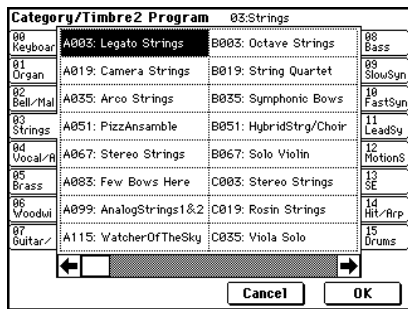 Category/Timbre2 Program 03:Strings
00 Keyboar
01 Organ
02 Bell/Mal
03 Strings
04 Vocal/A
05 Brass
06 Woodwi
07 Guitar/
A003: Legato Strings B003: Octave Strings
A019: Camera Strings B019: String Quartet
A035: Arco Strings B035: Symphonic Bows
A051: PizzAnsamble B051: HybridStrg/Choir
A067: Stereo Strings B067: Solo Violin
A083: Few Bows Here C003: Stereo Strings
A099: AnalogStrings1&2 C019: Rosin Strings
A115: WatcherOfTheSky C035: Viola Solo
08 Bass
09 SlowSyn
10 FastSyn
11 LeadSy
12 MotionS
13 SE
14 Hit/Arp
15 Drums
Cancel OK